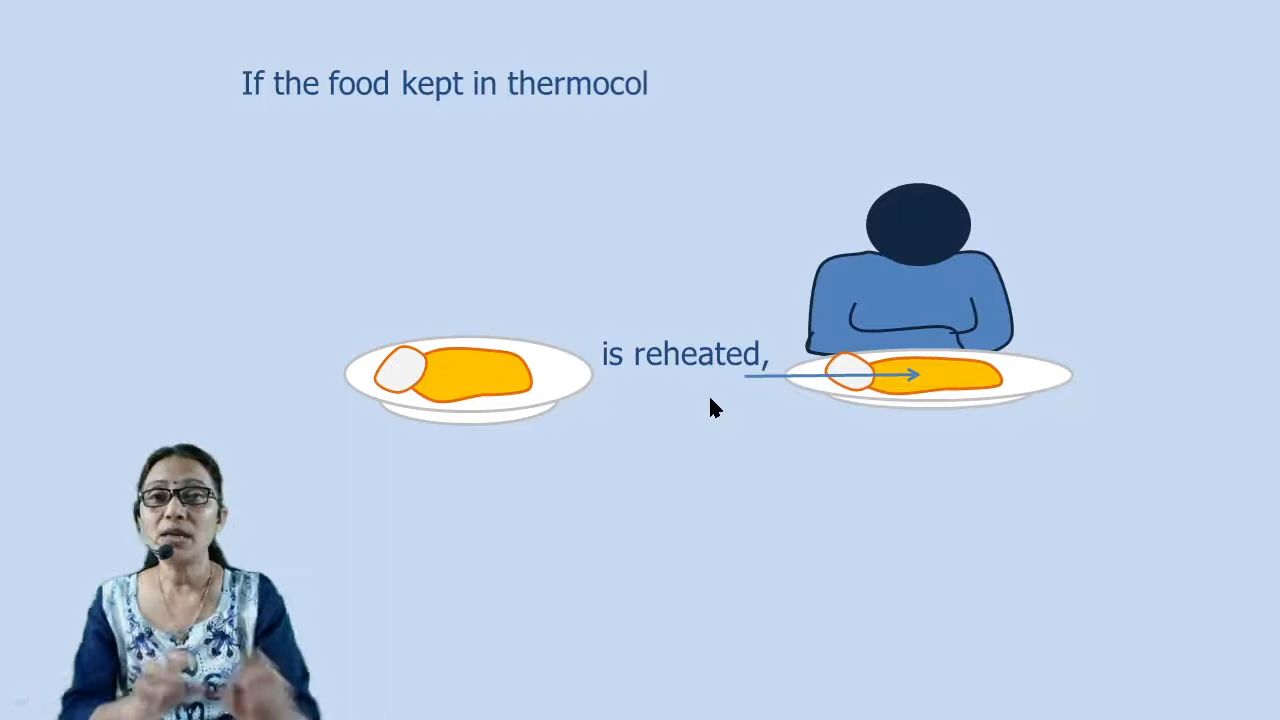 If the food kept in thermocol
is reheated,